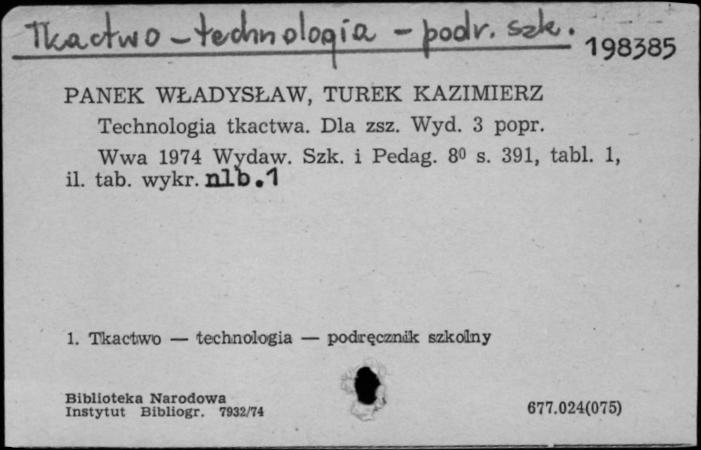 Tkactwo – technologia – podr. szk.
198385
PANEK WŁADYSŁAW, TUREK KAZIMIERZ
Technologia tkactwa. Dla zsz. Wyd. 3 popr.
Wwa 1974 Wydaw. Szk. i Pedag. 8⁰ s. 391, tabl. 1,
il. tab. wykr. nlb.1
1. Tkactwo — technologia — podręcznik szkolny
Biblioteka Narodowa
Instytut Bibliogr. 7932/74
677.024(075)